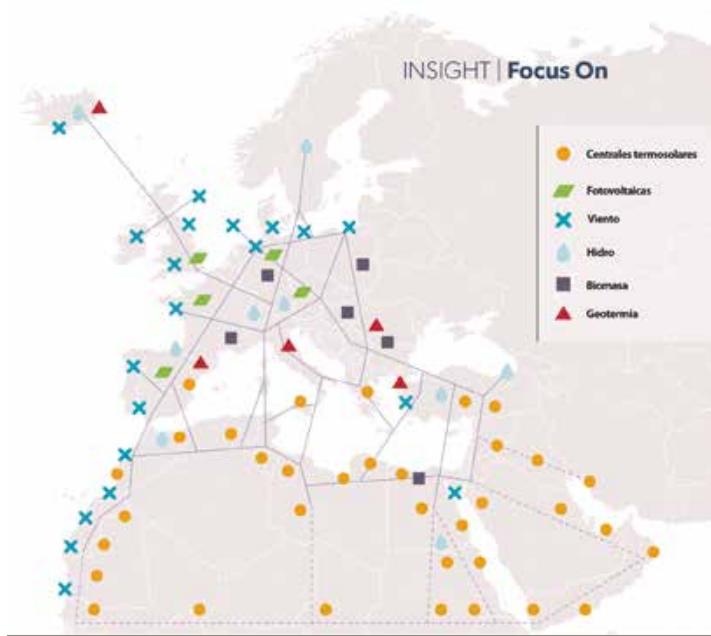 INSIGHT | Focus On
Centrales termosolares
Fotovoltaicas
Viento
Hidro
Biomasa
Geotermia